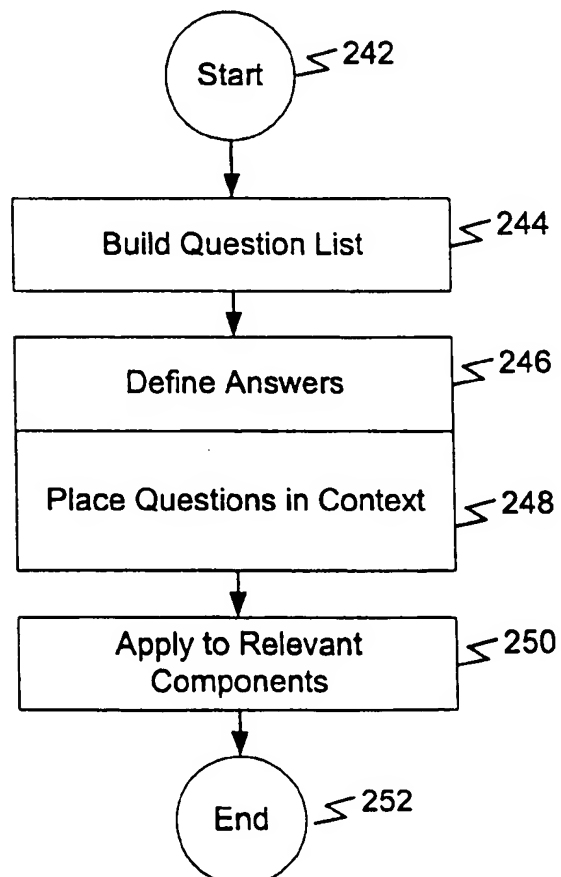 Start
242
Build Question List
244
Define Answers
246
Place Questions in Context
248
Apply to Relevant
Components
250
End
252